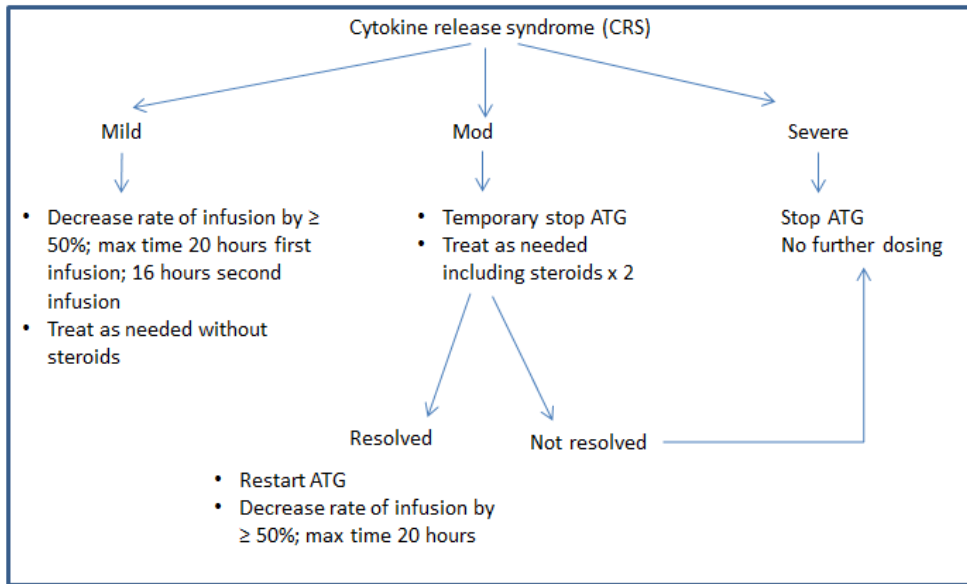 Cytokine release syndrome (CRS)
Mild
Mod
Severe
• Decrease rate of infusion by ≥
50%; max time 20 hours first
infusion; 16 hours second
infusion
• Treat as needed without
steroids
• Temporary stop ATG
• Treat as needed
including steroids x 2
Stop ATG
No further dosing
Resolved
Not resolved
• Restart ATG
• Decrease rate of infusion by
≥ 50%; max time 20 hours